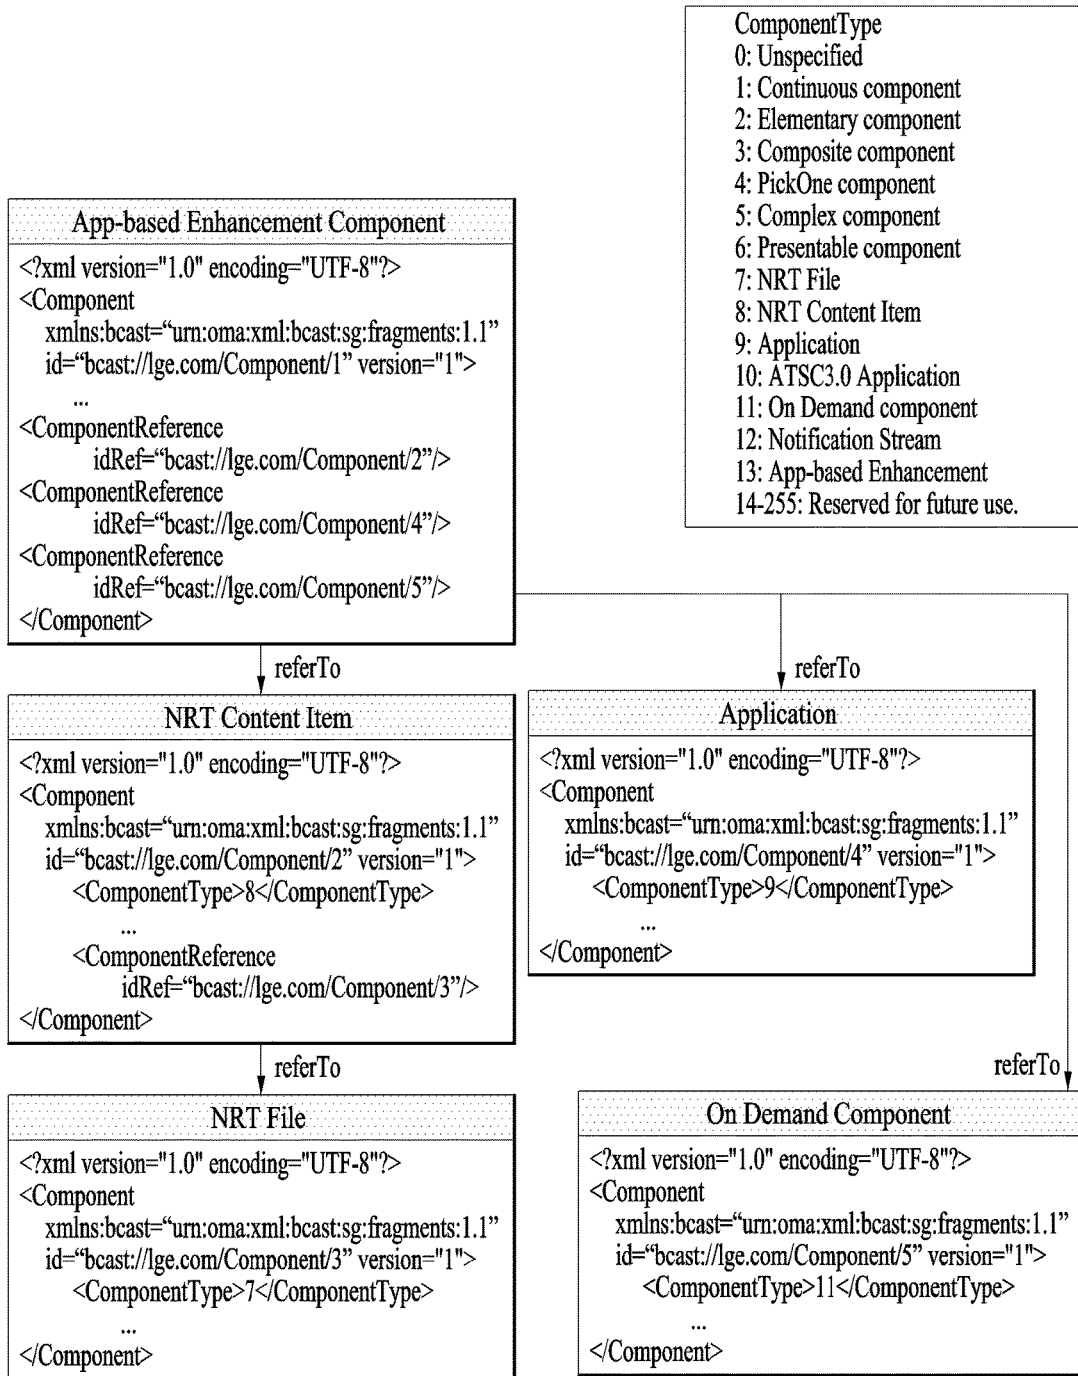 ComponentType
0: Unspecified
1: Continuous component
2: Elementary component
3: Composite component
4: PickOne component
5: Complex component
6: Presentable component
7: NRT File
8: NRT Content Item
9: Application
10: ATSC3.0 Application
11: On Demand component
12: Notification Stream
13: App-based Enhancement
14-255: Reserved for future use.
App-based Enhancement Component
<?xml version="1.0" encoding="UTF-8"?>
<Component
xmlns:bcast=“urn:oma:xml:bcast:sg:fragments:1.1”
id=“bcast://lge.com/Component/1” version="1">
...
<ComponentReference
idRef=“bcast://lge.com/Component/2”/>
<ComponentReference
idRef=“bcast://lge.com/Component/4”/>
<ComponentReference
idRef=“bcast://lge.com/Component/5”/>
</Component>
referTo
referTo
NRT Content Item
<?xml version="1.0" encoding="UTF-8"?>
<Component
xmlns:bcast=“urn:oma:xml:bcast:sg:fragments:1.1”
id=“bcast://lge.com/Component/2” version="1">
<ComponentType>8</ComponentType>
...
<ComponentReference
idRef=“bcast://lge.com/Component/3”/>
</Component>
Application
<?xml version="1.0" encoding="UTF-8"?>
<Component
xmlns:bcast=“urn:oma:xml:bcast:sg:fragments:1.1”
id=“bcast://lge.com/Component/4” version="1">
<ComponentType>9</ComponentType>
...
</Component>
referTo
referTo
NRT File
<?xml version="1.0" encoding="UTF-8"?>
<Component
xmlns:bcast=“urn:oma:xml:bcast:sg:fragments:1.1”
id=“bcast://lge.com/Component/3” version="1">
<ComponentType>7</ComponentType>
...
</Component>
On Demand Component
<?xml version="1.0" encoding="UTF-8"?>
<Component
xmlns:bcast=“urn:oma:xml:bcast:sg:fragments:1.1”
id=“bcast://lge.com/Component/5” version="1">
<ComponentType>11</ComponentType>
...
</Component>